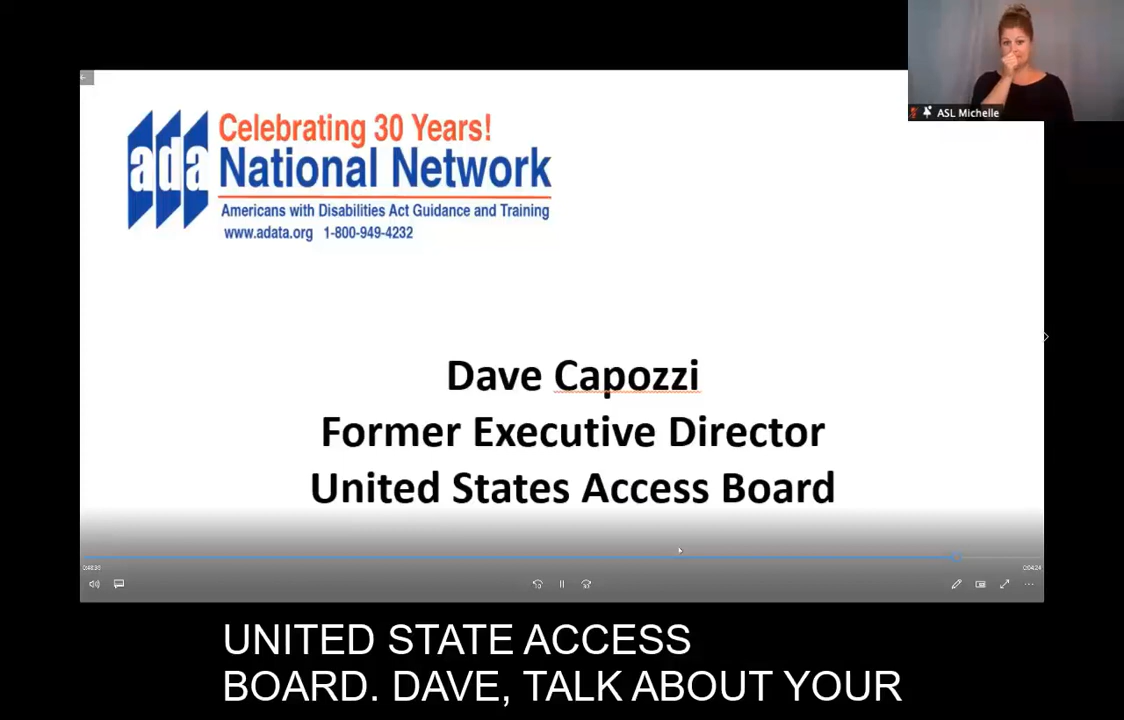 ASL Michelle
Celebrating 30 Years!
ada National Network
Americans with Disabilities Act Guidance and Training
www.adata.org 1-800-949-4232
Dave Capozzi
Former Executive Director
United States Access Board
UNITED STATE ACCESS
BOARD. DAVE, TALK ABOUT YOUR